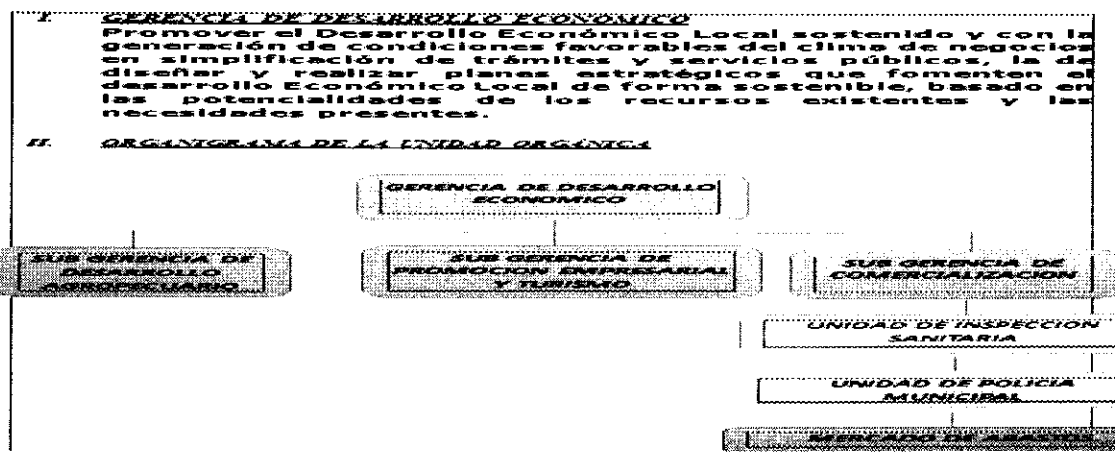 I. GERENCIA DE DESARROLLO ECONOMICO
Promover el Desarrollo Económico Local sostenido y con la
generación de condiciones favorables del clima de negocios
en simplificación de trámites y servicios públicos, la de
diseñar y realizar planes estratégicos que fomenten el
desarrollo Económico Local de forma sostenible, basado en
las potencialidades de los recursos existentes y las
necesidades presentes.
II. ORGANIGRAMA DE LA UNIDAD ORGÁNICA
GERENCIA DE DESARROLLO
ECONOMICO
SUB GERENCIA DE
DESARROLLO
AGROPECUARIO
SUB GERENCIA DE
PROMOCION EMPRESARIAL
Y TURISMO
SUB GERENCIA DE
COMERCIALIZACION
UNIDAD DE INSPECCION
SANITARIA
UNIDAD DE POLICIA
MUNICIPAL
MERCADO DE ABASTOS